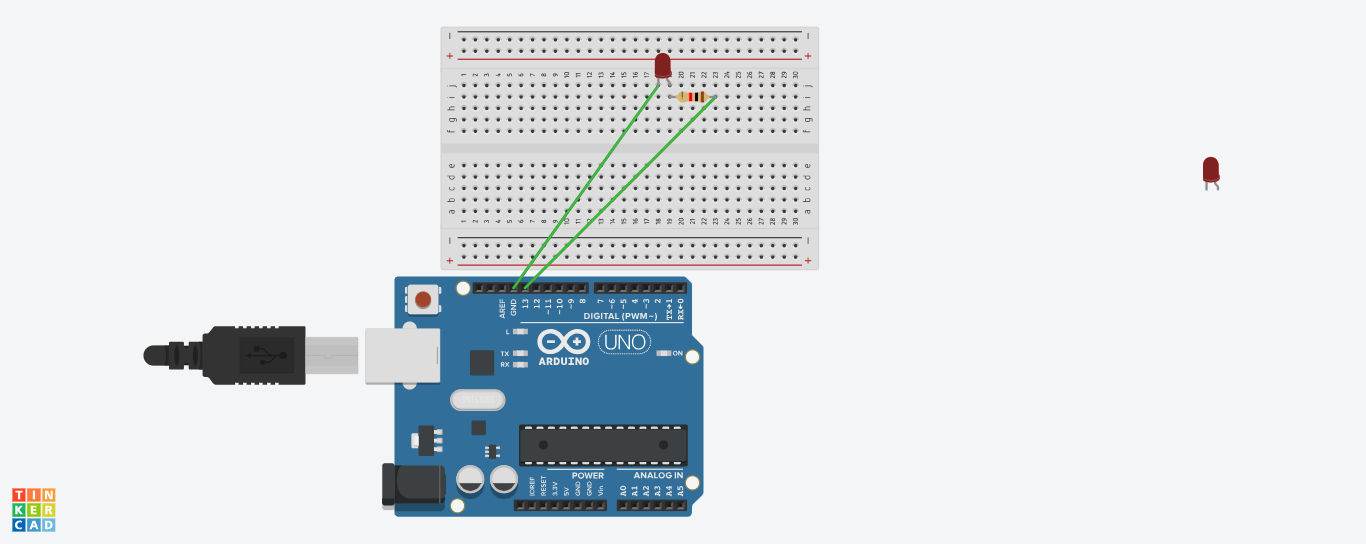 1 2 3 4 5 6 7 8 9 10 11 12 13 14 15 16 17 18 19 20 21 22 23 24 25 26 27 28 29 30
j j
i i
h h
g g
f f
e e
d d
c c
b b
a a
1 2 3 4 5 6 7 8 9 10 11 12 13 14 15 16 17 18 19 20 21 22 23 24 25 26 27 28 29 30
AREF GND 13 12 ~11 ~10 ~9 8 7 ~6 ~5 4 ~3 2 TX→1 RX←0
DIGITAL (PWM~)
L
TX
RX
ARDUINO
UNO
ON
POWER ANALOG IN
IOREF RESET 3.3V 5V GND GND Vin A0 A1 A2 A3 A4 A5
TIN
KER
CAD